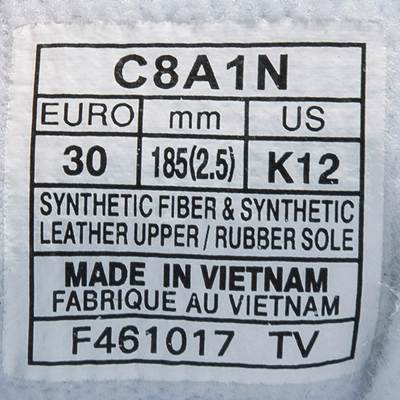 C8A1N
EURO mm US
30 185(2.5) K12
SYNTHETIC FIBER & SYNTHETIC
LEATHER UPPER / RUBBER SOLE
MADE IN VIETNAM
FABRIQUE AU VIETNAM
F461017 TV